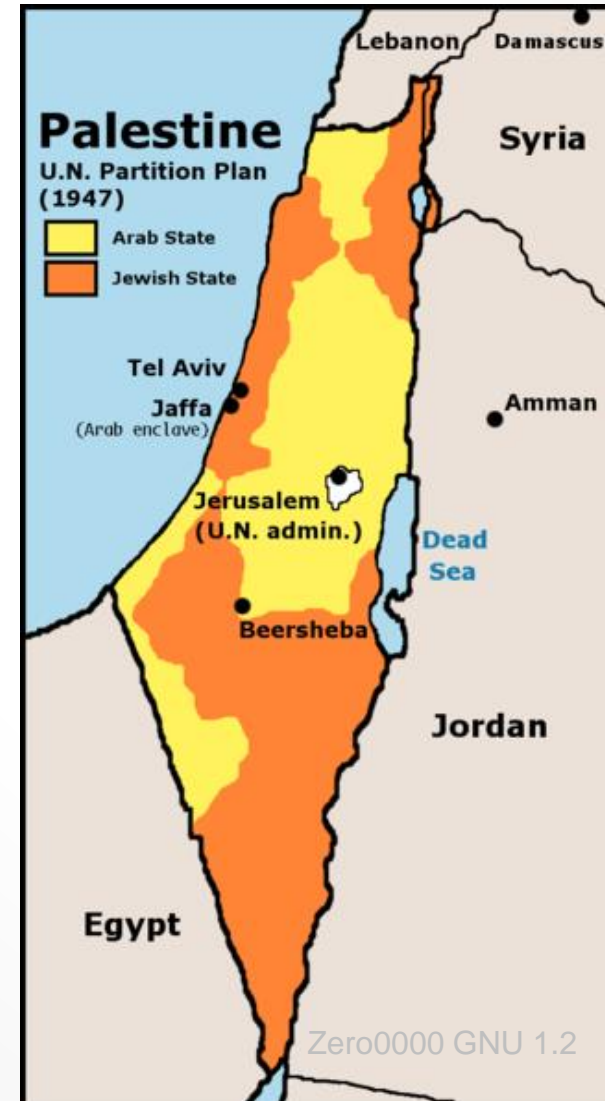 Lebanon
Damascus
Palestine
U.N. Partition Plan
(1947)
Syria
Arab State
Jewish State
Tel Aviv
Jaffa
(Arab enclave)
Amman
Jerusalem
(U.N. admin.)
Dead
Sea
Beersheba
Jordan
Egypt
Zero0000 GNU 1.2